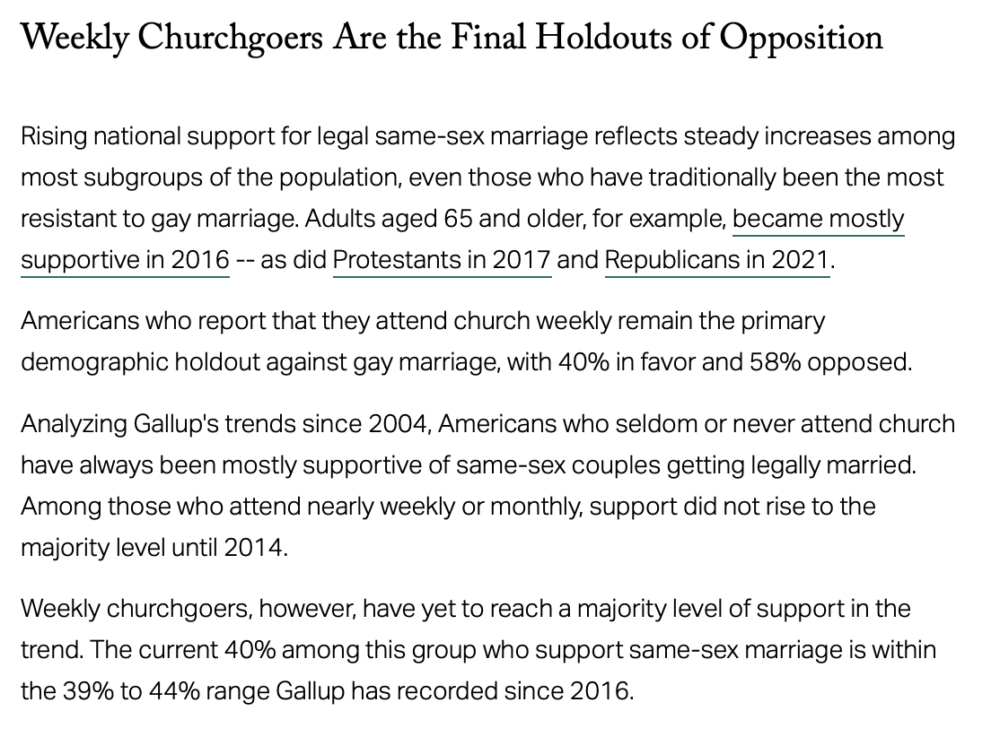 Weekly Churchgoers Are the Final Holdouts of Opposition
Rising national support for legal same-sex marriage reflects steady increases among
most subgroups of the population, even those who have traditionally been the most
resistant to gay marriage. Adults aged 65 and older, for example, became mostly
supportive in 2016 -- as did Protestants in 2017 and Republicans in 2021.
Americans who report that they attend church weekly remain the primary
demographic holdout against gay marriage, with 40% in favor and 58% opposed.
Analyzing Gallup's trends since 2004, Americans who seldom or never attend church
have always been mostly supportive of same-sex couples getting legally married.
Among those who attend nearly weekly or monthly, support did not rise to the
majority level until 2014.
Weekly churchgoers, however, have yet to reach a majority level of support in the
trend. The current 40% among this group who support same-sex marriage is within
the 39% to 44% range Gallup has recorded since 2016.